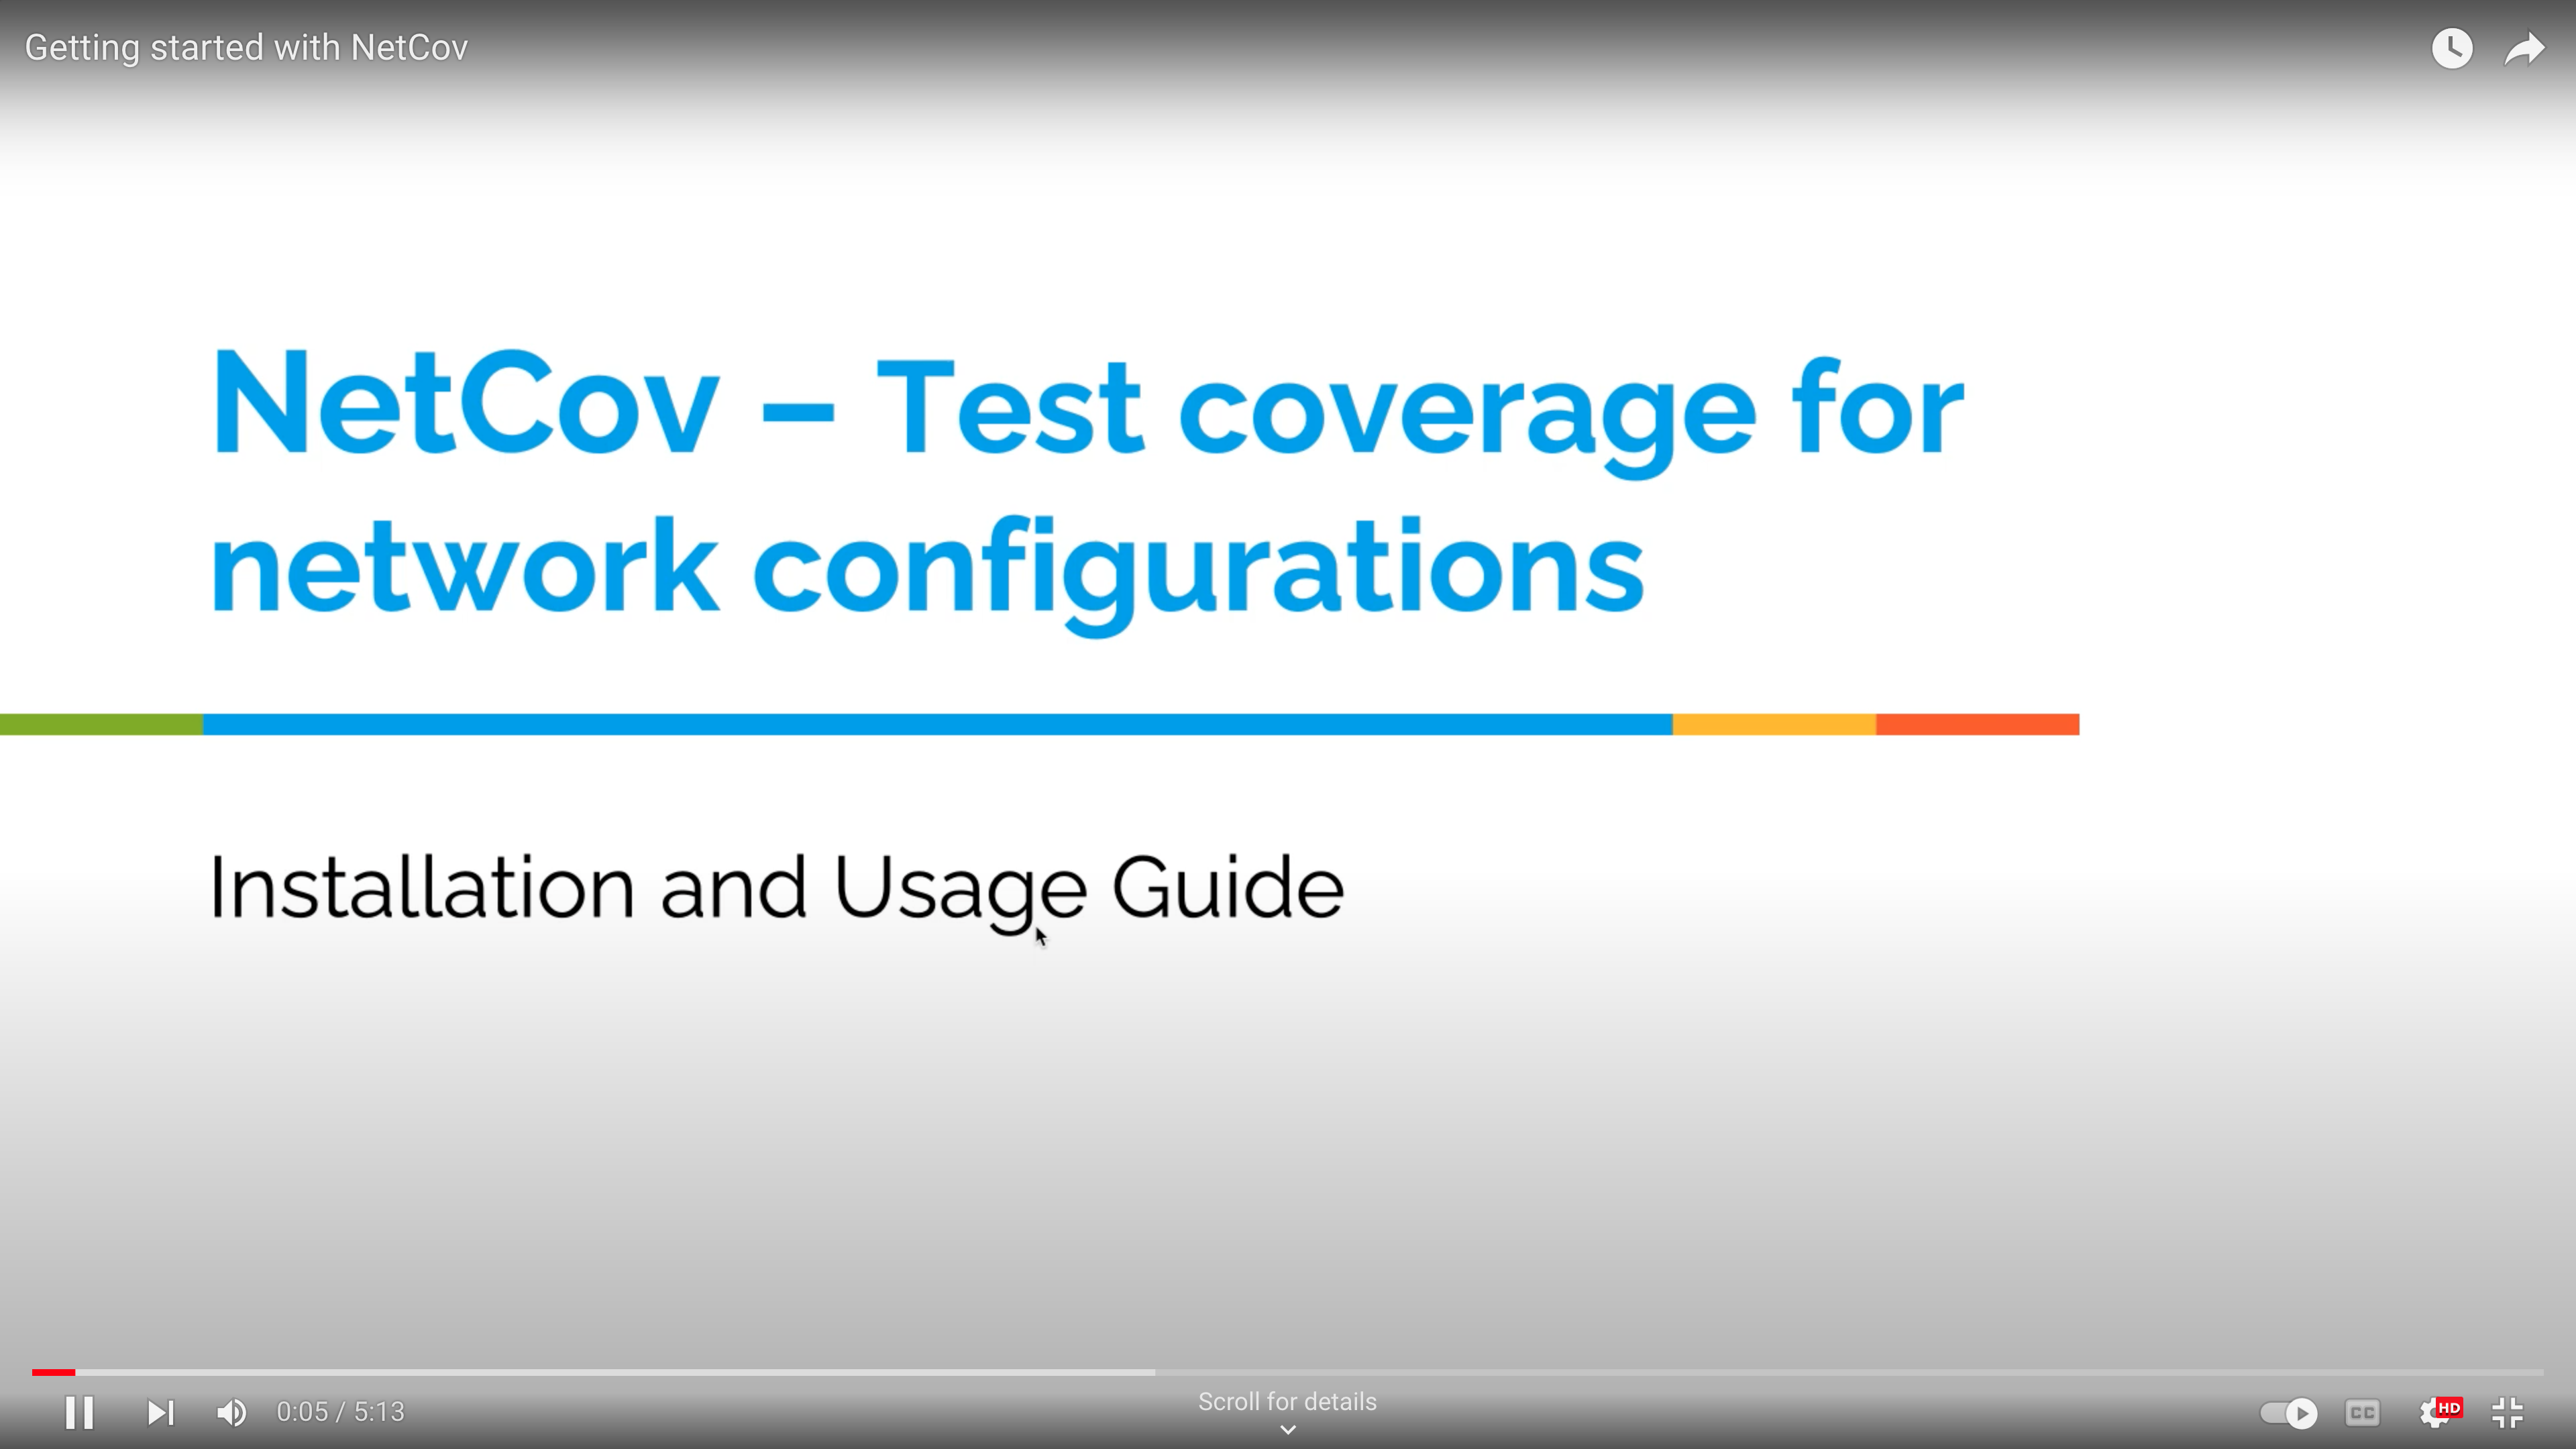 Getting started with NetCov
NetCov – Test coverage for
network configurations
Installation and Usage Guide
Scroll for details
0:05 / 5:13
CC
HD